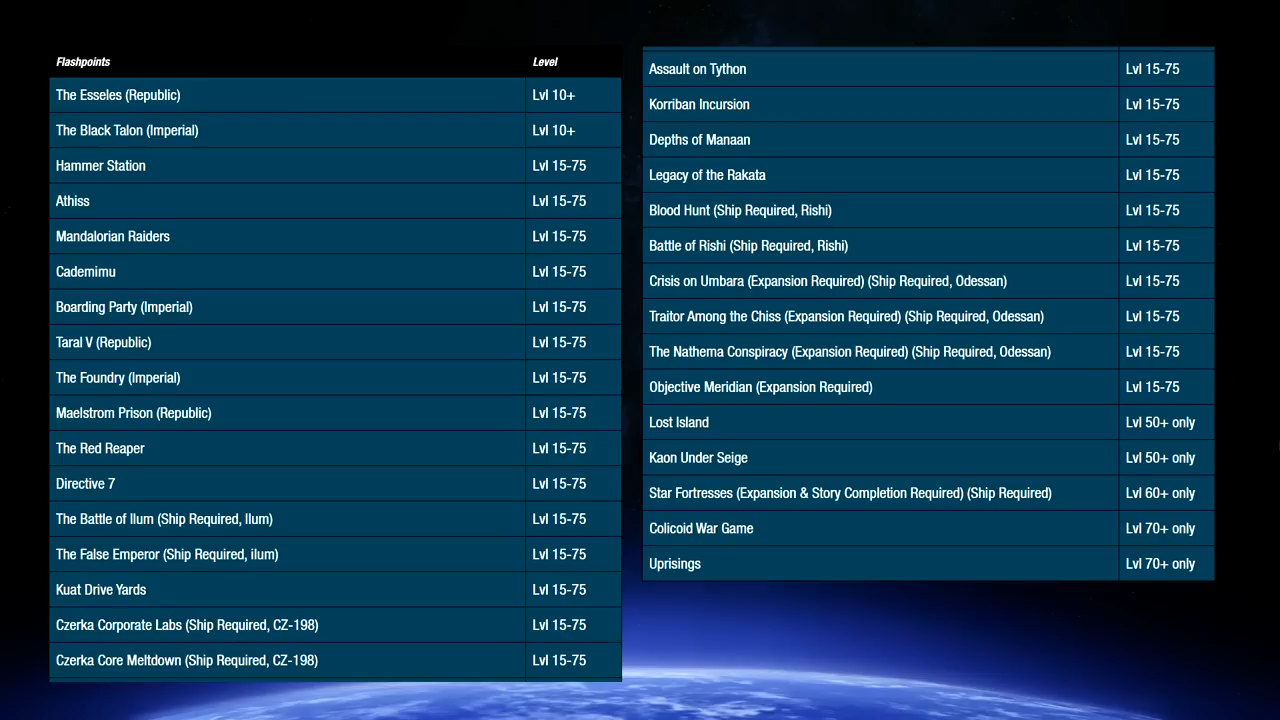 Flashpoints Level
The Esseles (Republic) Lvl 10+
The Black Talon (Imperial) Lvl 10+
Hammer Station Lvl 15-75
Athiss Lvl 15-75
Mandalorian Raiders Lvl 15-75
Cademimu Lvl 15-75
Boarding Party (Imperial) Lvl 15-75
Taral V (Republic) Lvl 15-75
The Foundry (Imperial) Lvl 15-75
Maelstrom Prison (Republic) Lvl 15-75
The Red Reaper Lvl 15-75
Directive 7 Lvl 15-75
The Battle of Ilum (Ship Required, Ilum) Lvl 15-75
The False Emperor (Ship Required, ilum) Lvl 15-75
Kuat Drive Yards Lvl 15-75
Czerka Corporate Labs (Ship Required, CZ-198) Lvl 15-75
Czerka Core Meltdown (Ship Required, CZ-198) Lvl 15-75
Assault on Tython Lvl 15-75
Korriban Incursion Lvl 15-75
Depths of Manaan Lvl 15-75
Legacy of the Rakata Lvl 15-75
Blood Hunt (Ship Required, Rishi) Lvl 15-75
Battle of Rishi (Ship Required, Rishi) Lvl 15-75
Crisis on Umbara (Expansion Required) (Ship Required, Odessan) Lvl 15-75
Traitor Among the Chiss (Expansion Required) (Ship Required, Odessan) Lvl 15-75
The Nathema Conspiracy (Expansion Required) (Ship Required, Odessan) Lvl 15-75
Objective Meridian (Expansion Required) Lvl 15-75
Lost Island Lvl 50+ only
Kaon Under Seige Lvl 50+ only
Star Fortresses (Expansion & Story Completion Required) (Ship Required) Lvl 60+ only
Colicoid War Game Lvl 70+ only
Uprisings Lvl 70+ only